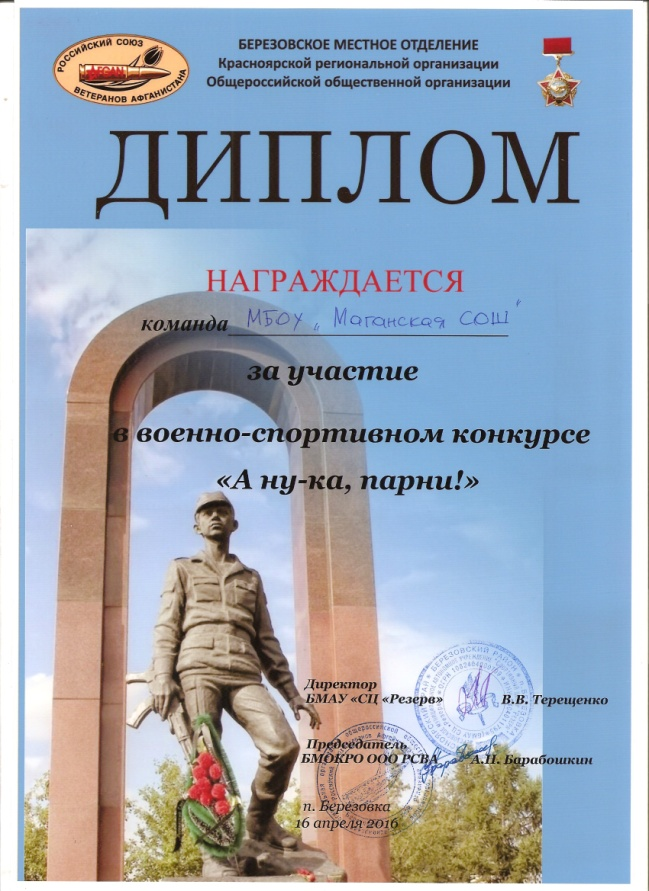 РОССИЙСКИЙ СОЮЗ
AFGAN
ВЕТЕРАНОВ АФГАНИСТАНА
БЕРЕЗОВСКОЕ МЕСТНОЕ ОТДЕЛЕНИЕ
Красноярской региональной организации
Общероссийской общественной организации
ДИПЛОМ
НАГРАЖДАЕТСЯ
команда МБОУ „Маганская СОШ"
за участие
в военно-спортивном конкурсе
«А ну-ка, парни!»
Директор
БМАУ «СЦ «Резерв» В.В. Терещенко
Председатель
БМОКРО ООО РСВА А.П. Барабошкин
п. Березовка
16 апреля 2016